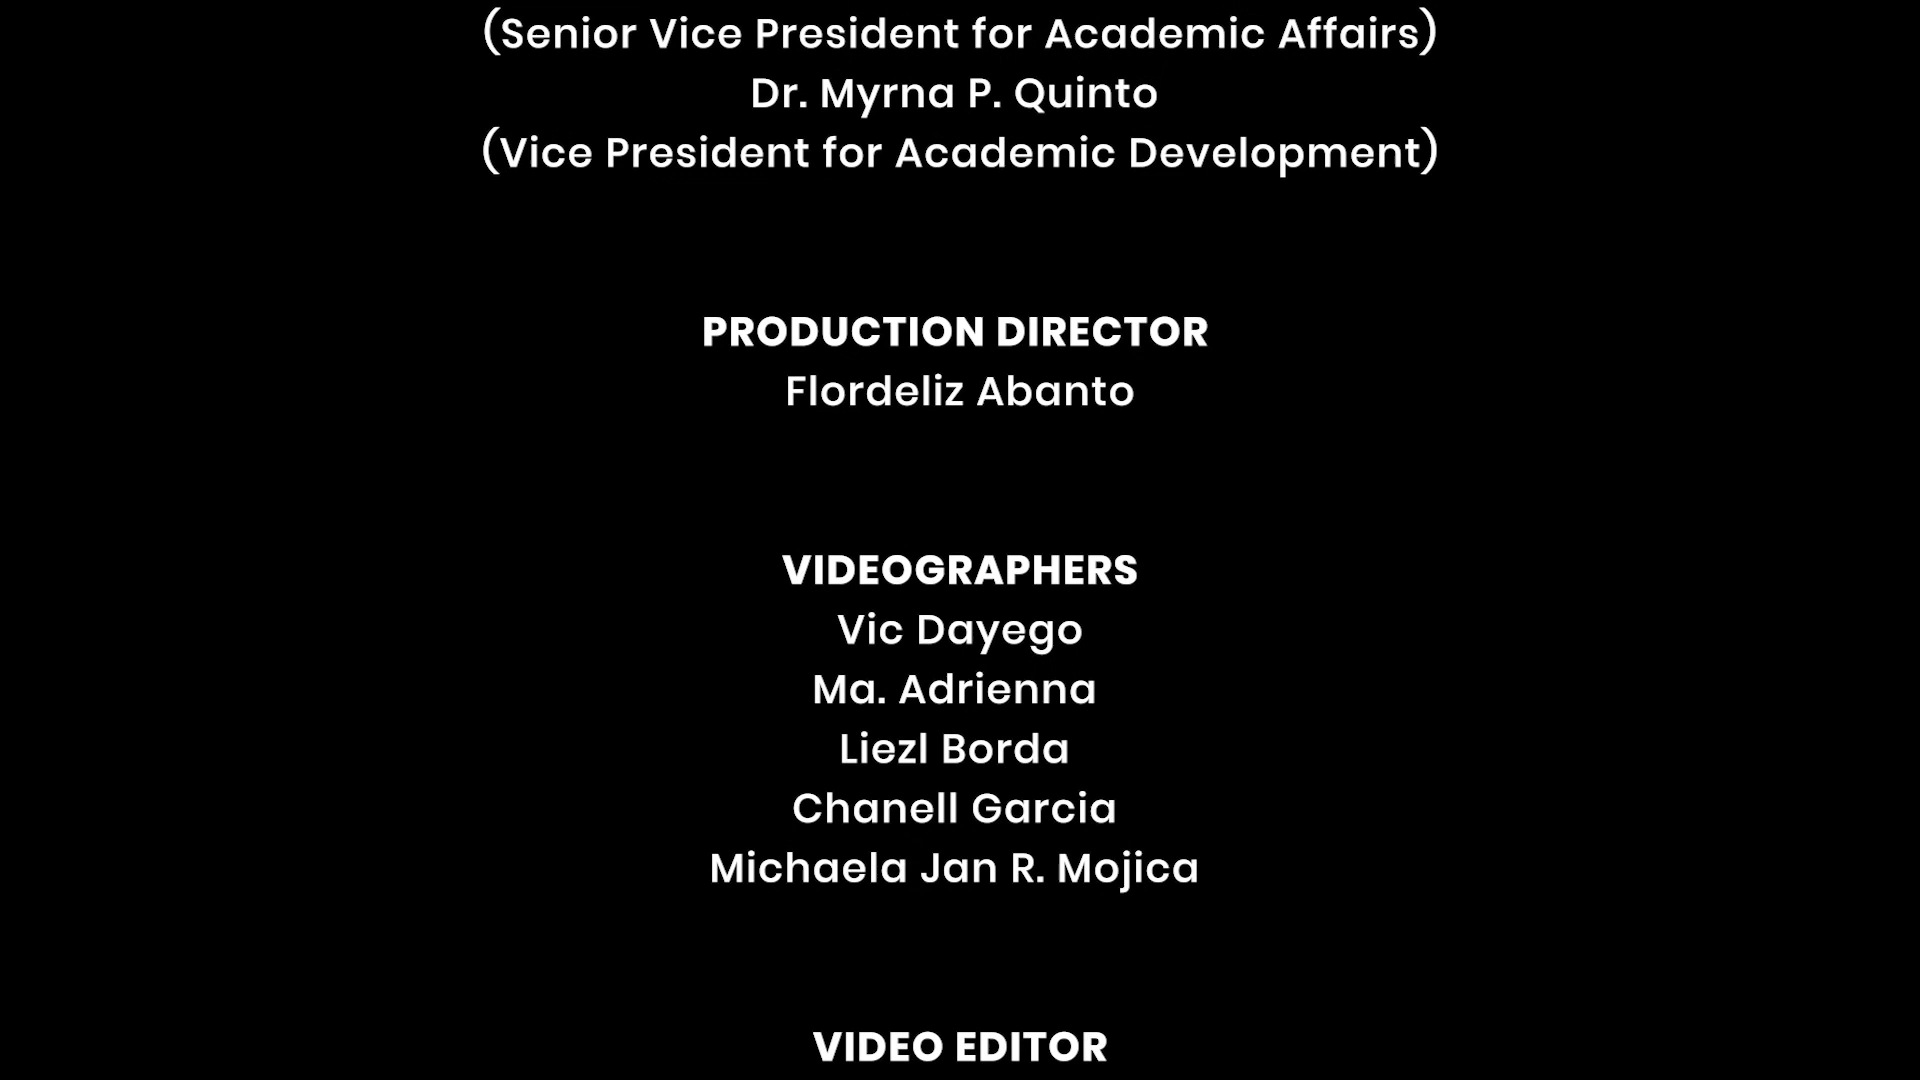 (Senior Vice President for Academic Affairs)
Dr. Myrna P. Quinto
(Vice President for Academic Development)
PRODUCTION DIRECTOR
Flordeliz Abanto
VIDEOGRAPHERS
Vic Dayego
Ma. Adrienna
Liezl Borda
Chanell Garcia
Michaela Jan R. Mojica
VIDEO EDITOR